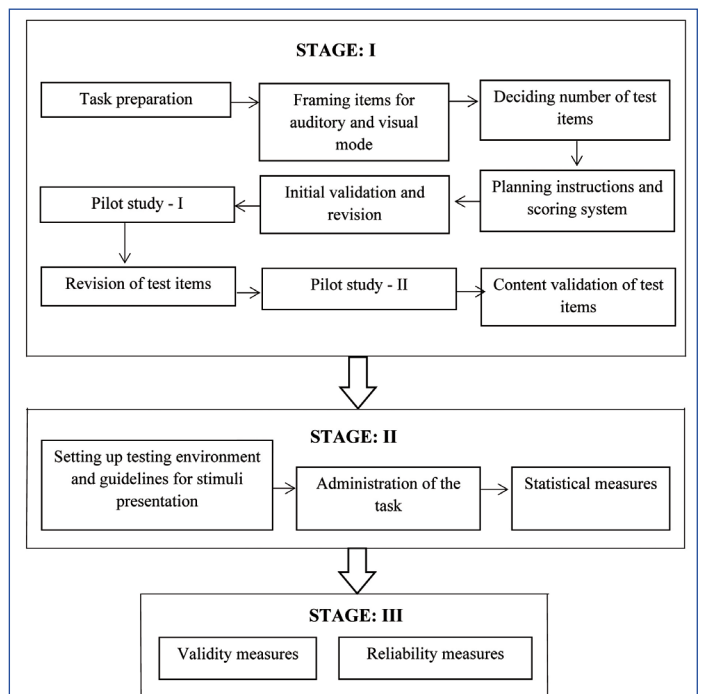 STAGE: I
Task preparation
Framing items for
auditory and visual
mode
Deciding number of test
items
Planning instructions and
scoring system
Initial validation and
revision
Pilot study - I
Revision of test items
Pilot study - II
Content validation of test
items
STAGE: II
Setting up testing environment
and guidelines for stimuli
presentation
Administration of the
task
Statistical measures
STAGE: III
Validity measures
Reliability measures